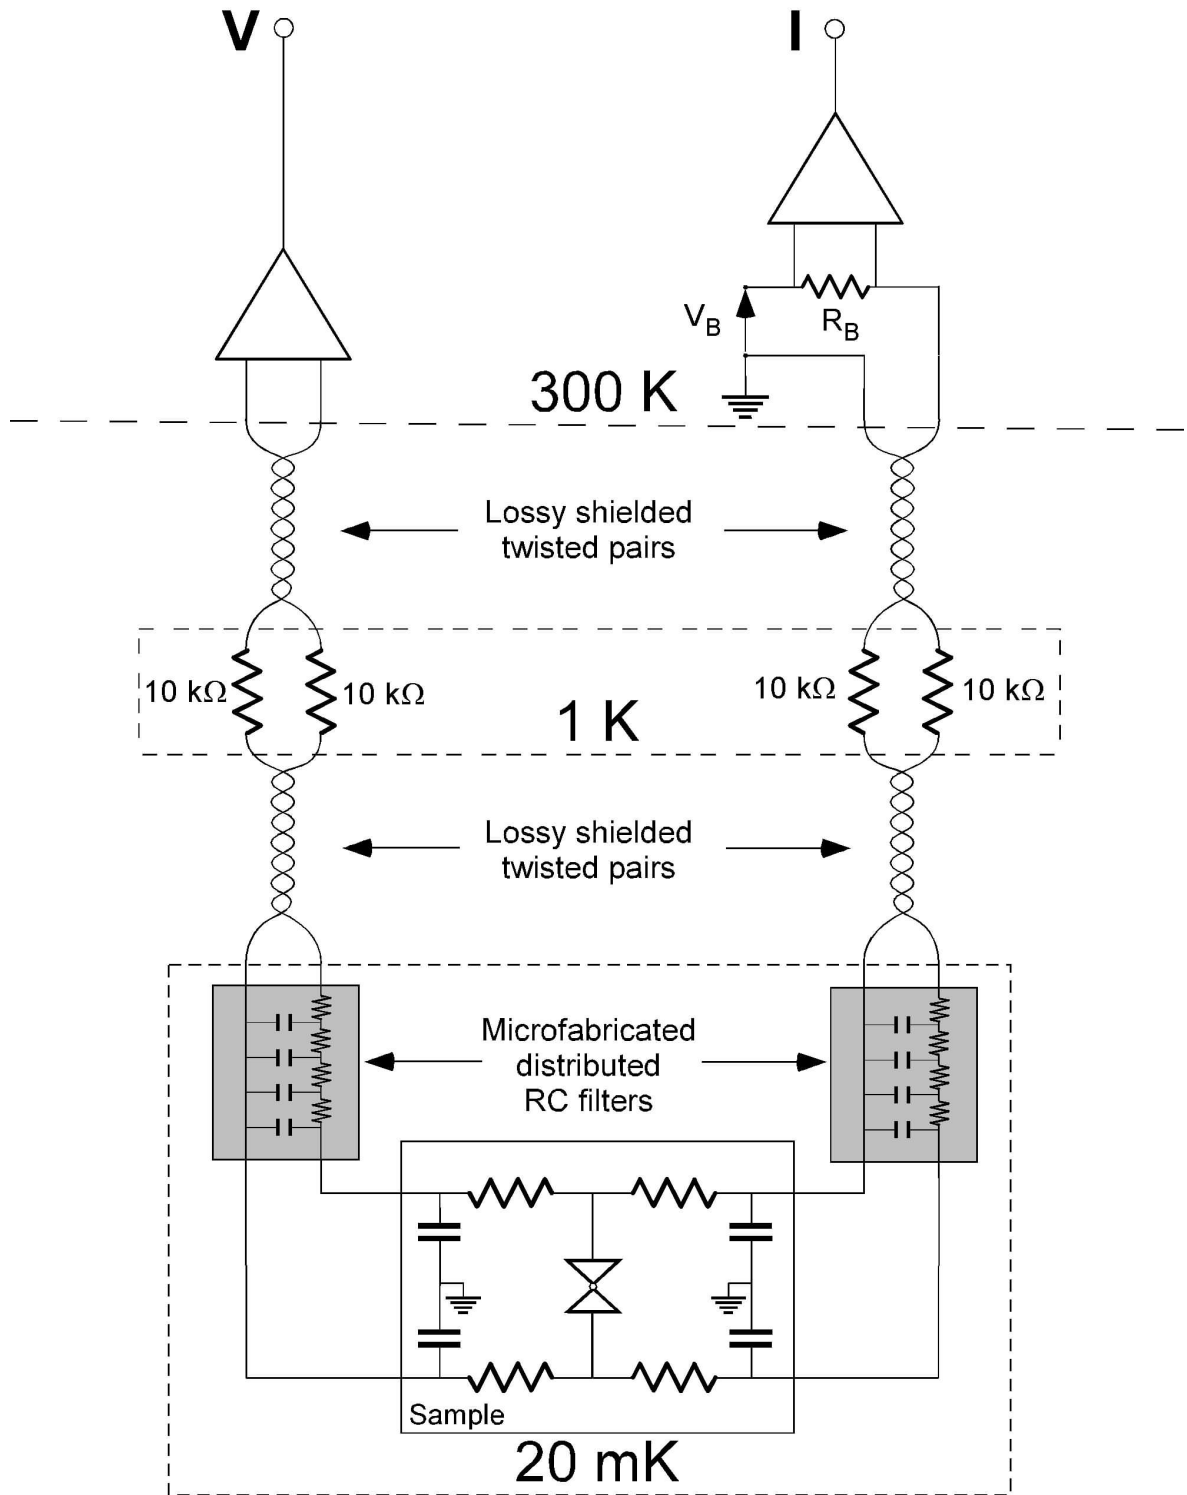 V
I
V_B
R_B
300 K
Lossy shielded
twisted pairs
10 kΩ
10 kΩ
10 kΩ
10 kΩ
1 K
Lossy shielded
twisted pairs
Microfabricated
distributed
RC filters
Sample
20 mK